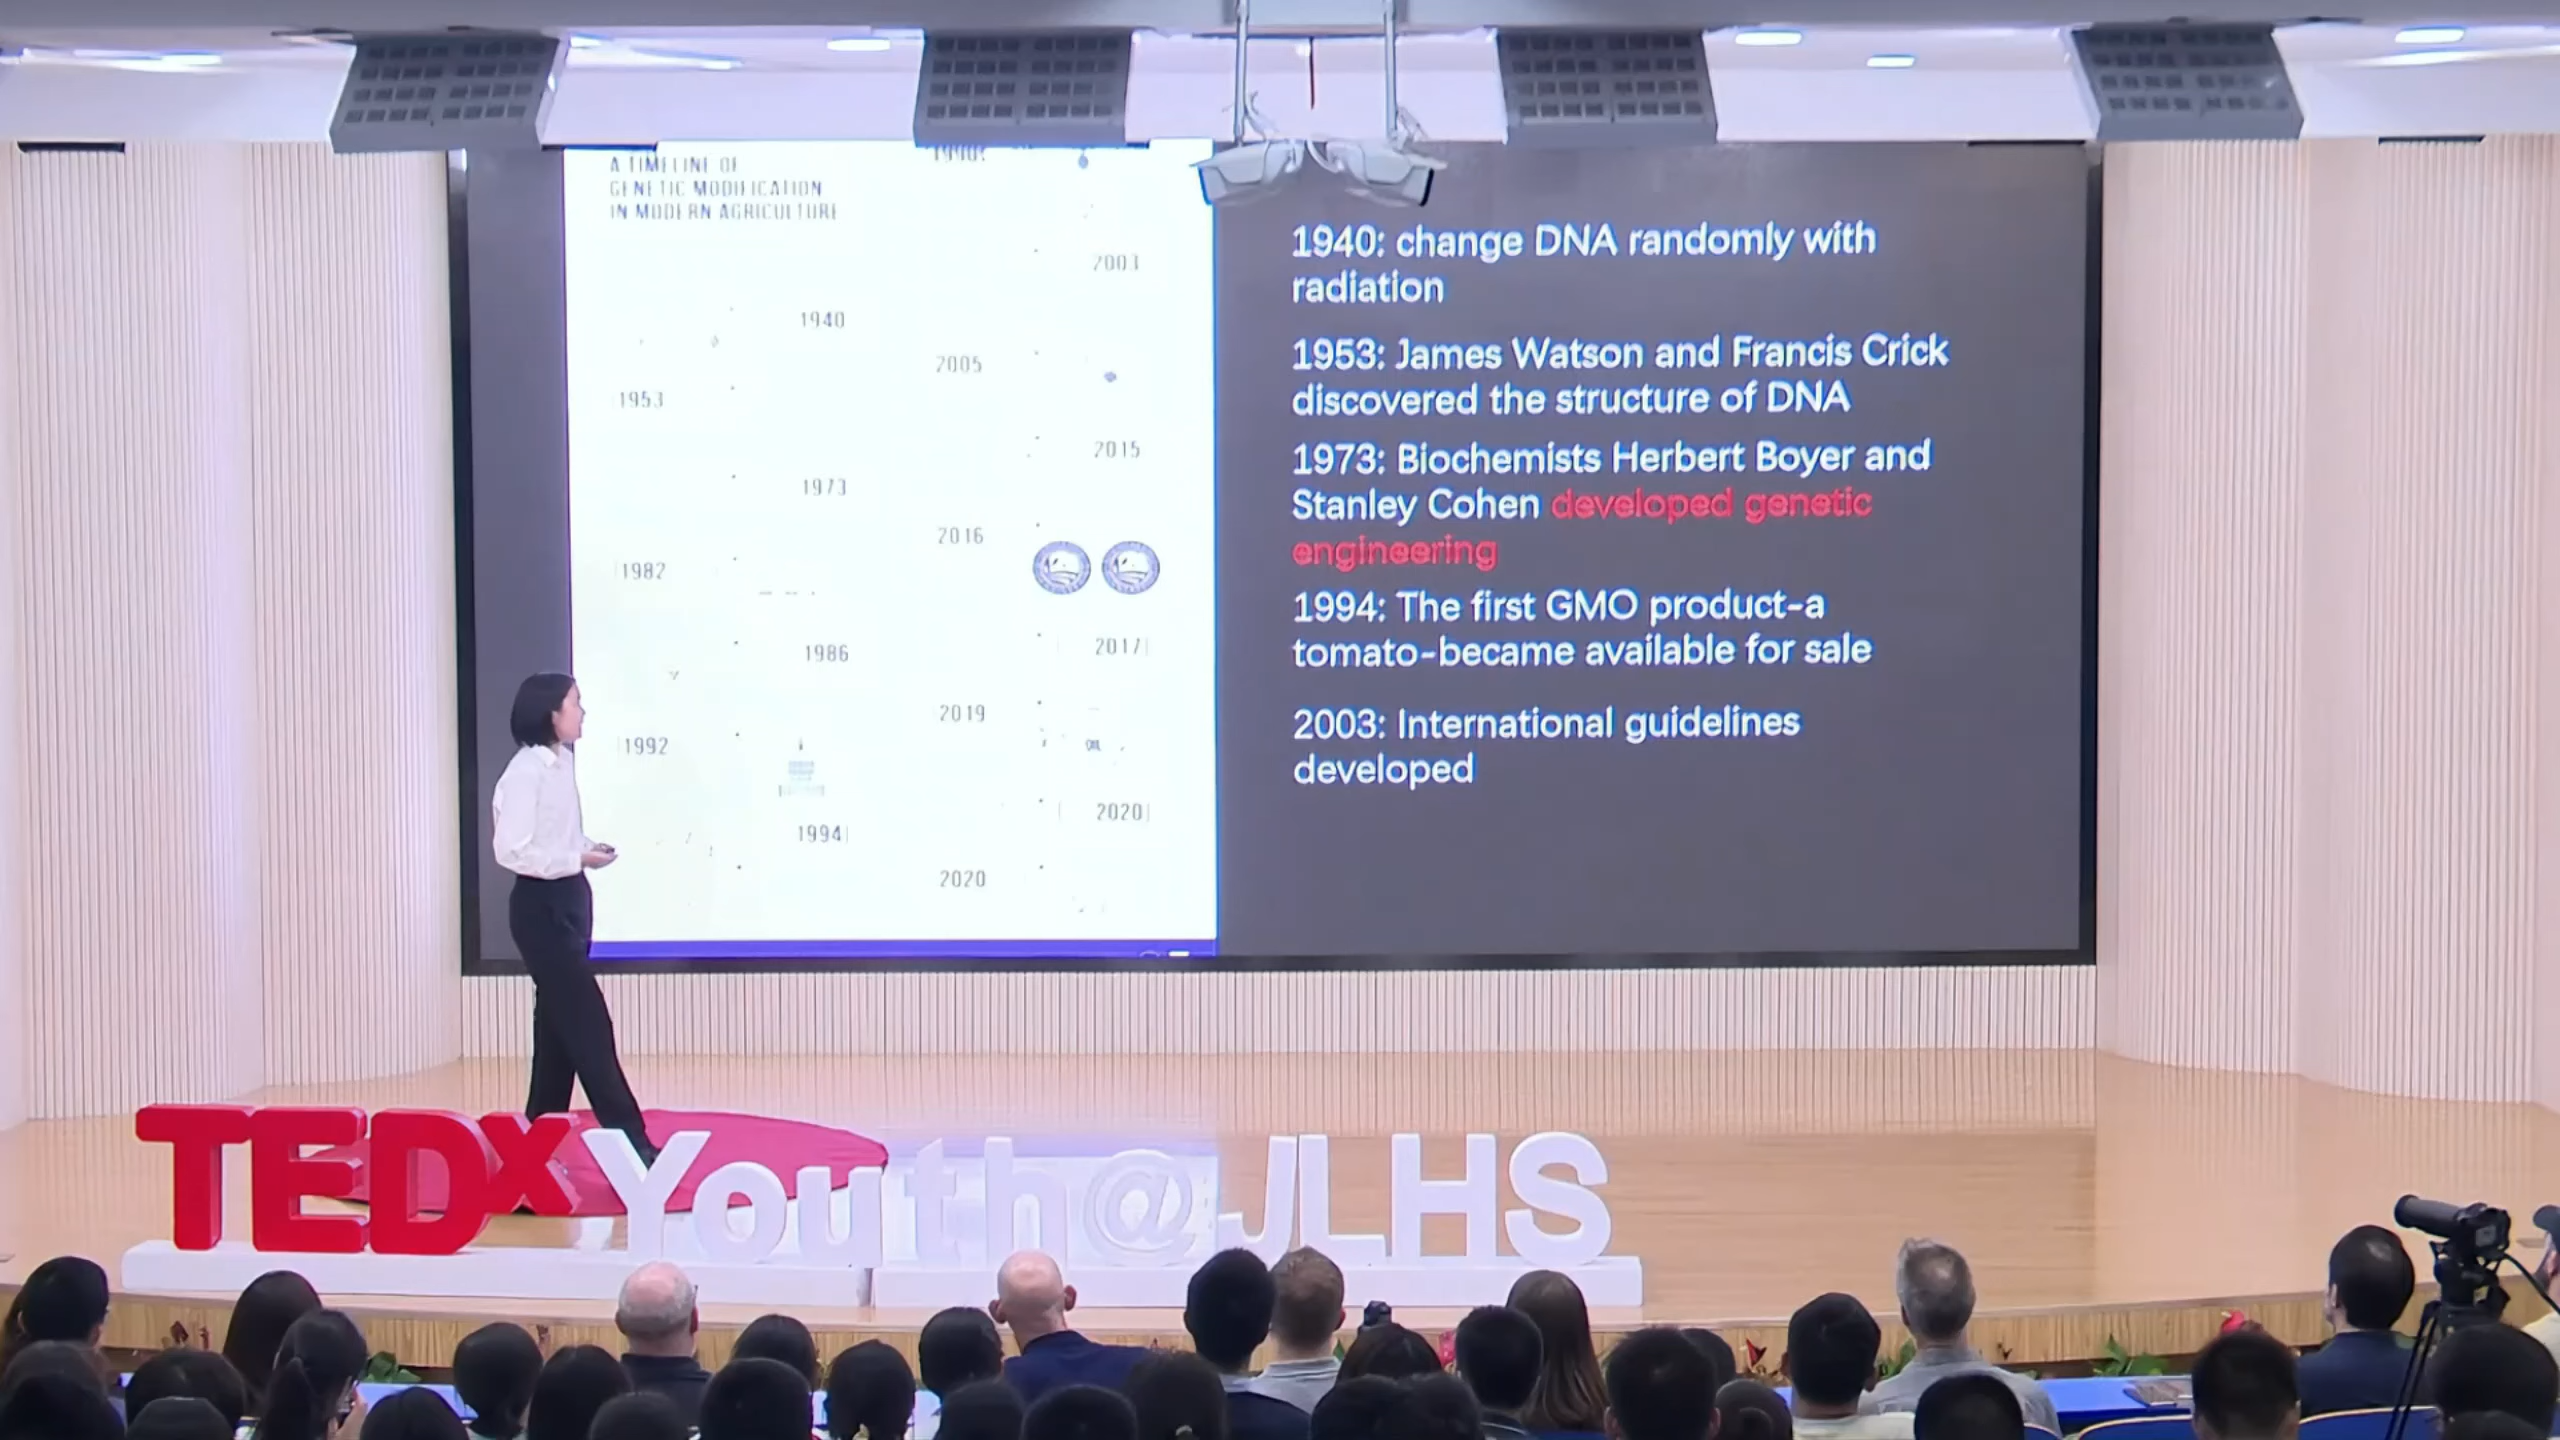 A TIMELINE OF
GENETIC MODIFICATION
IN MODERN AGRICULTURE
1940
1953
1973
1982
1986
1992
1994
1990s
2003
2005
2015
2016
2017
2019
2020
2020
1940: change DNA randomly with
radiation
1953: James Watson and Francis Crick
discovered the structure of DNA
1973: Biochemists Herbert Boyer and
Stanley Cohen developed genetic
engineering
1994: The first GMO product-a
tomato-became available for sale
2003: International guidelines
developed
TEDxYouth@JLHS